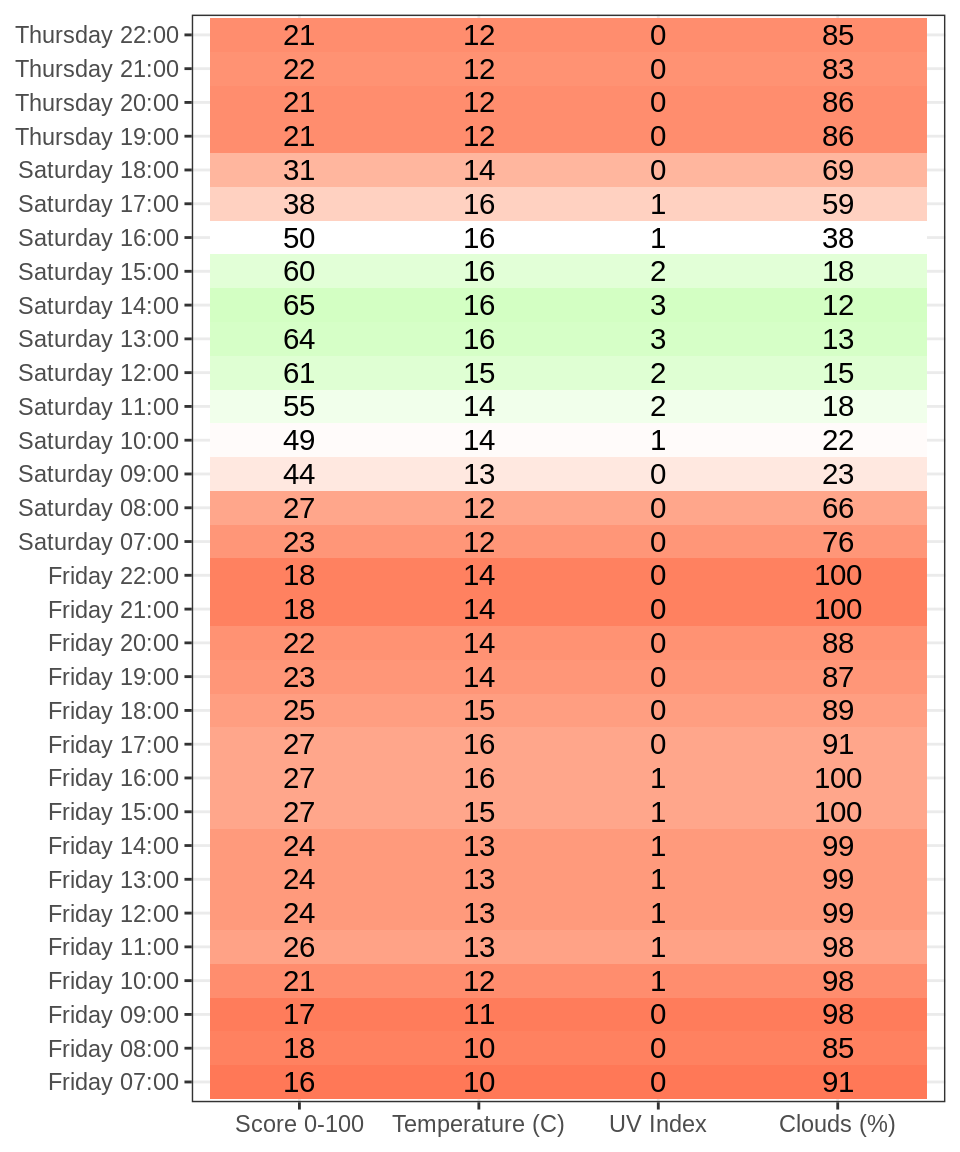 Thursday 22:00 21 12 0 85
Thursday 21:00 22 12 0 83
Thursday 20:00 21 12 0 86
Thursday 19:00 21 12 0 86
Saturday 18:00 31 14 0 69
Saturday 17:00 38 16 1 59
Saturday 16:00 50 16 1 38
Saturday 15:00 60 16 2 18
Saturday 14:00 65 16 3 12
Saturday 13:00 64 16 3 13
Saturday 12:00 61 15 2 15
Saturday 11:00 55 14 2 18
Saturday 10:00 49 14 1 22
Saturday 09:00 44 13 0 23
Saturday 08:00 27 12 0 66
Saturday 07:00 23 12 0 76
Friday 22:00 18 14 0 100
Friday 21:00 18 14 0 100
Friday 20:00 22 14 0 88
Friday 19:00 23 14 0 87
Friday 18:00 25 15 0 89
Friday 17:00 27 16 0 91
Friday 16:00 27 16 1 100
Friday 15:00 27 15 1 100
Friday 14:00 24 13 1 99
Friday 13:00 24 13 1 99
Friday 12:00 24 13 1 99
Friday 11:00 26 13 1 98
Friday 10:00 21 12 1 98
Friday 09:00 17 11 0 98
Friday 08:00 18 10 0 85
Friday 07:00 16 10 0 91
Score 0-100 Temperature (C) UV Index Clouds (%)